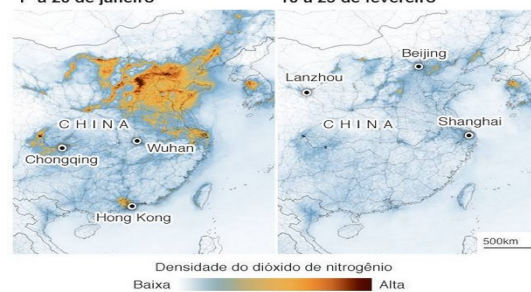 1º a 20 de janeiro
10 a 25 de fevereiro
CHINA
Chongqing
Wuhan
Hong Kong
Lanzhou
Beijing
CHINA
Shanghai
500km
Densidade do dióxido de nitrogênio
Baixa
Alta